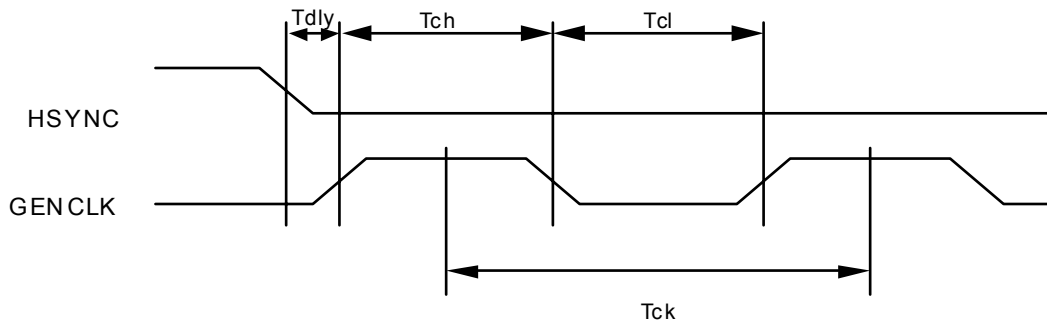 Tdly
Tch
Tcl
HSYNC
GENCLK
Tck